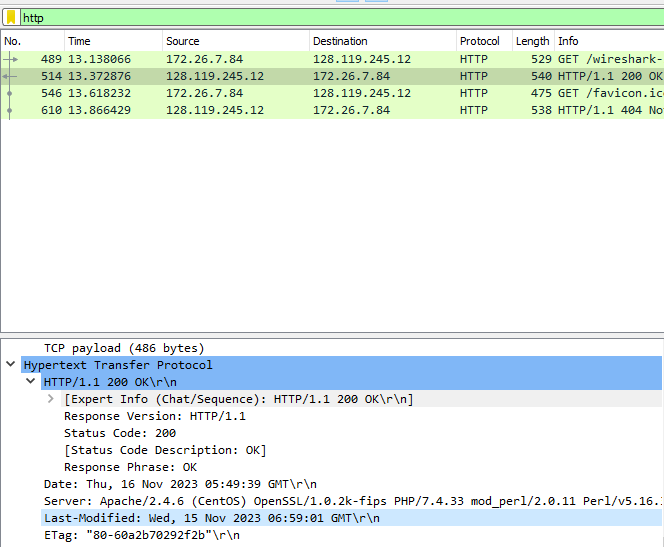 http
No. Time Source Destination Protocol Length Info
489 13.138066 172.26.7.84 128.119.245.12 HTTP 529 GET /wireshark-
514 13.372876 128.119.245.12 172.26.7.84 HTTP 540 HTTP/1.1 200 OK
546 13.618232 172.26.7.84 128.119.245.12 HTTP 475 GET /favicon.ico
610 13.866429 128.119.245.12 172.26.7.84 HTTP 538 HTTP/1.1 404 No
TCP payload (486 bytes)
Hypertext Transfer Protocol
HTTP/1.1 200 OK\r\n
[Expert Info (Chat/Sequence): HTTP/1.1 200 OK\r\n]
Response Version: HTTP/1.1
Status Code: 200
[Status Code Description: OK]
Response Phrase: OK
Date: Thu, 16 Nov 2023 05:49:39 GMT\r\n
Server: Apache/2.4.6 (CentOS) OpenSSL/1.0.2k-fips PHP/7.4.33 mod_perl/2.0.11 Perl/v5.16.
Last-Modified: Wed, 15 Nov 2023 06:59:01 GMT\r\n
ETag: "80-60a2b70292f2b"\r\n